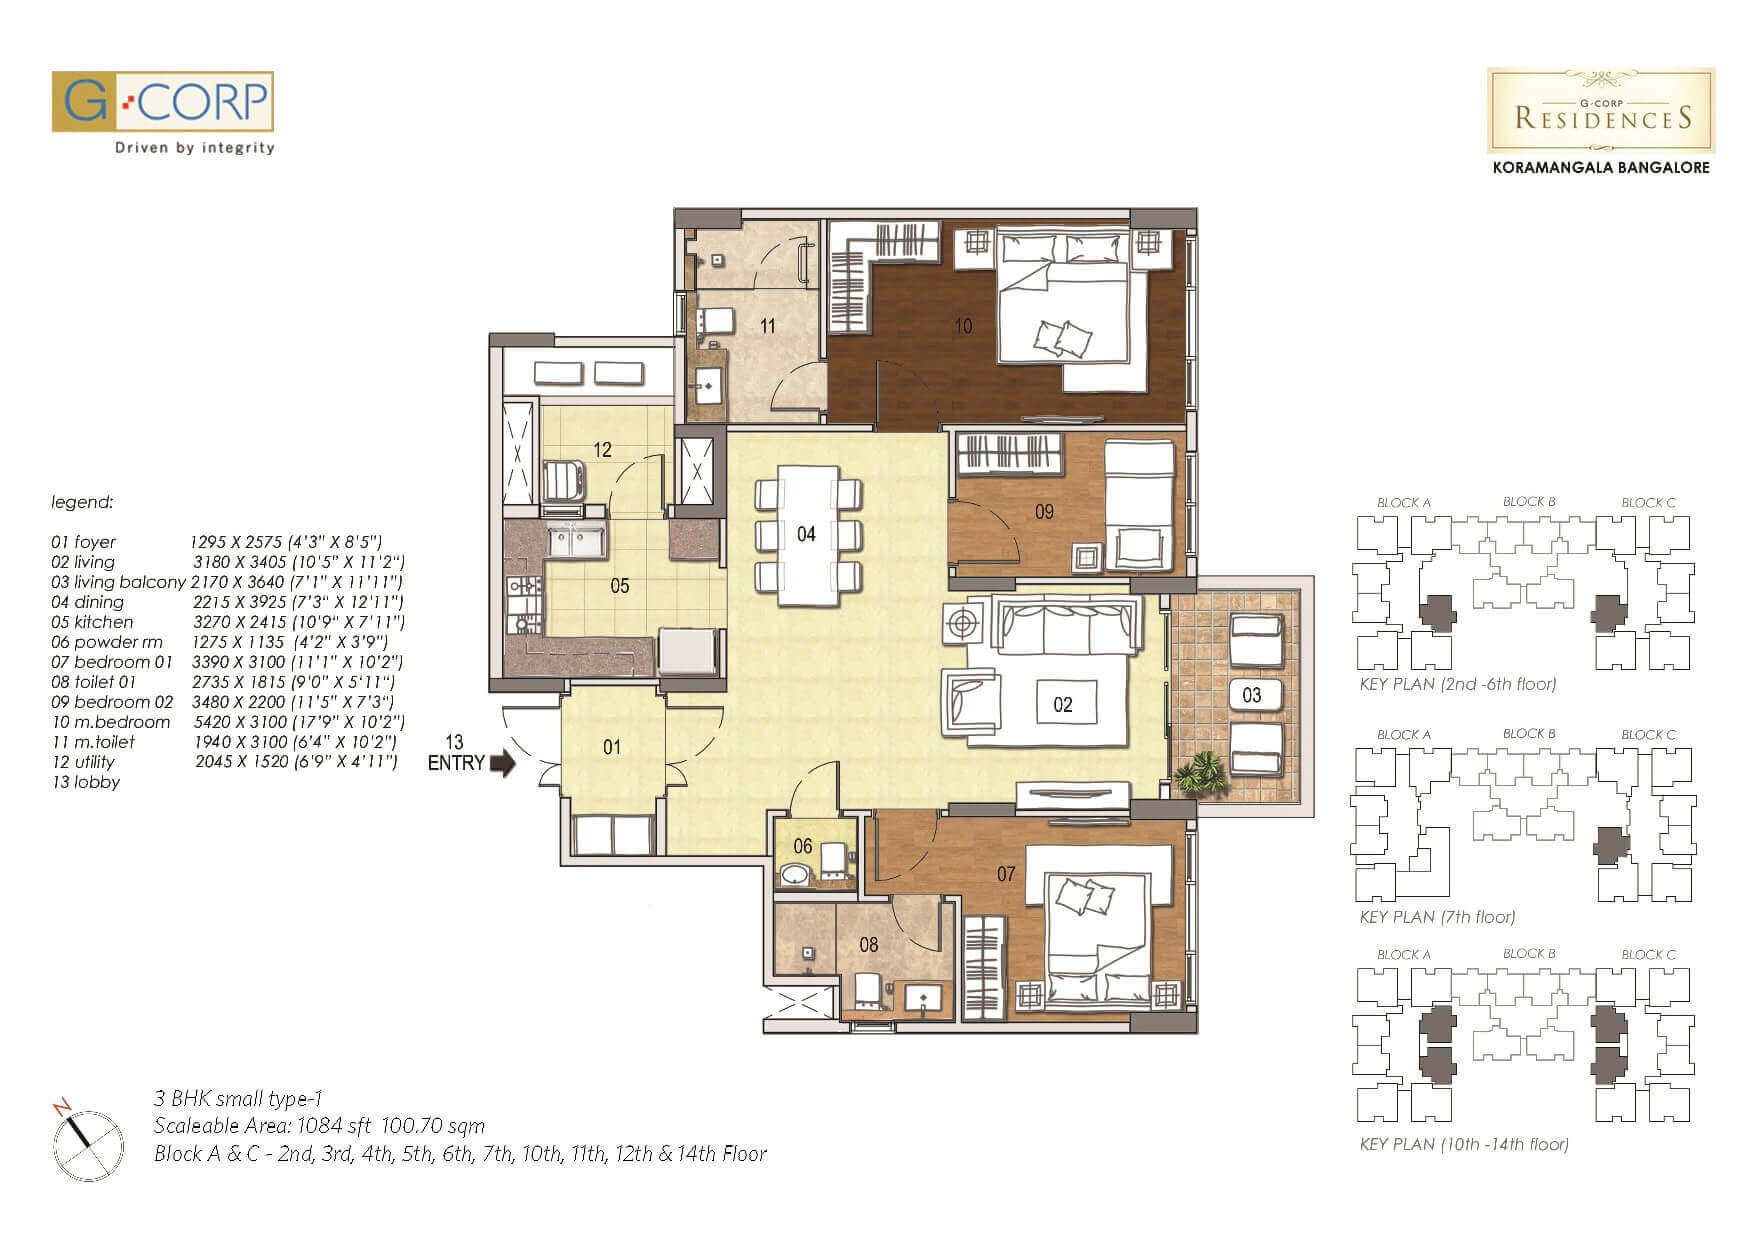 G CORP
Driven by integrity
G-CORP
RESIDENCES
KORAMANGALA BANGALORE
legend:
01 foyer 1295 X 2575 (4'3" X 8'5")
02 living 3180 X 3405 (10'5" X 11'2")
03 living balcony 2170 X 3640 (7'1" X 11'11")
04 dining 2215 X 3925 (7'3" X 12'11")
05 kitchen 3270 X 2415 (10'9" X 7'11")
06 powder rm 1275 X 1135 (4'2" X 3'9")
07 bedroom 01 3390 X 3100 (11'1" X 10'2")
08 toilet 01 2735 X 1815 (9'0" X 5'11")
09 bedroom 02 3480 X 2200 (11'5" X 7'3")
10 m.bedroom 5420 X 3100 (17'9" X 10'2")
11 m.toilet 1940 X 3100 (6'4" X 10'2")
12 utility 2045 X 1520 (6'9" X 4'11")
13 lobby
11
10
12
09
04
05
02
03
01
13
ENTRY
06
07
08
BLOCK A BLOCK B BLOCK C
KEY PLAN (2nd -6th floor)
BLOCK A BLOCK B BLOCK C
KEY PLAN (7th floor)
BLOCK A BLOCK B BLOCK C
KEY PLAN (10th -14th floor)
N
3 BHK small type-1
Scaleable Area: 1084 sft 100.70 sqm
Block A & C - 2nd, 3rd, 4th, 5th, 6th, 7th, 10th, 11th, 12th & 14th Floor